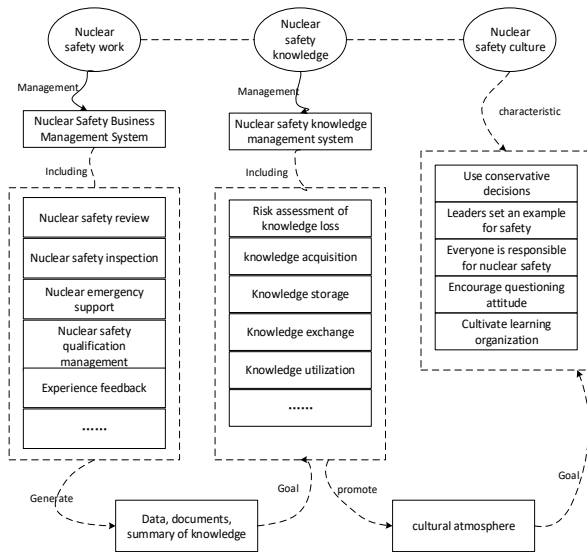 Nuclear
safety work
Nuclear
safety
knowledge
Nuclear
safety culture
Management
Management
characteristic
Nuclear Safety Business
Management System
Nuclear safety knowledge
management system
Including
Including
Nuclear safety review
Nuclear safety inspection
Nuclear emergency
support
Nuclear safety
qualification
management
Experience feedback
......
Risk assessment of
knowledge loss
knowledge acquisition
Knowledge storage
Knowledge exchange
Knowledge utilization
......
Use conservative
decisions
Leaders set an example
for safety
Everyone is responsible
for nuclear safety
Encourage questioning
attitude
Cultivate learning
organization
Generate
Goal
promote
Goal
Data, documents,
summary of knowledge
cultural atmosphere